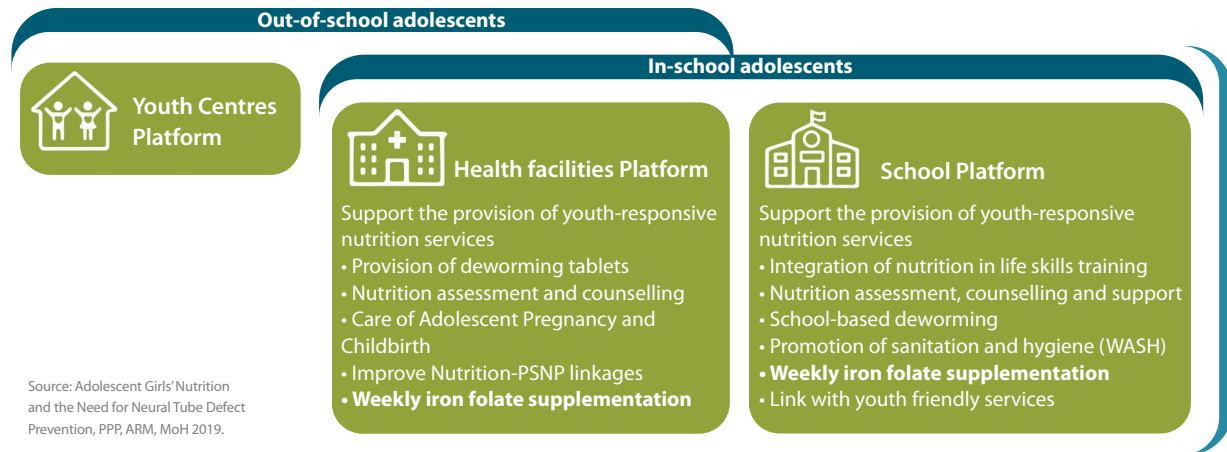 Out-of-school adolescents
In-school adolescents
Youth Centres
Platform
Health facilities Platform
Support the provision of youth-responsive
nutrition services
• Provision of deworming tablets
• Nutrition assessment and counselling
• Care of Adolescent Pregnancy and
Childbirth
• Improve Nutrition-PSNP linkages
• Weekly iron folate supplementation
School Platform
Support the provision of youth-responsive
nutrition services
• Integration of nutrition in life skills training
• Nutrition assessment, counselling and support
• School-based deworming
• Promotion of sanitation and hygiene (WASH)
• Weekly iron folate supplementation
• Link with youth friendly services
Source: Adolescent Girls’ Nutrition
and the Need for Neural Tube Defect
Prevention, PPP, ARM, MoH 2019.